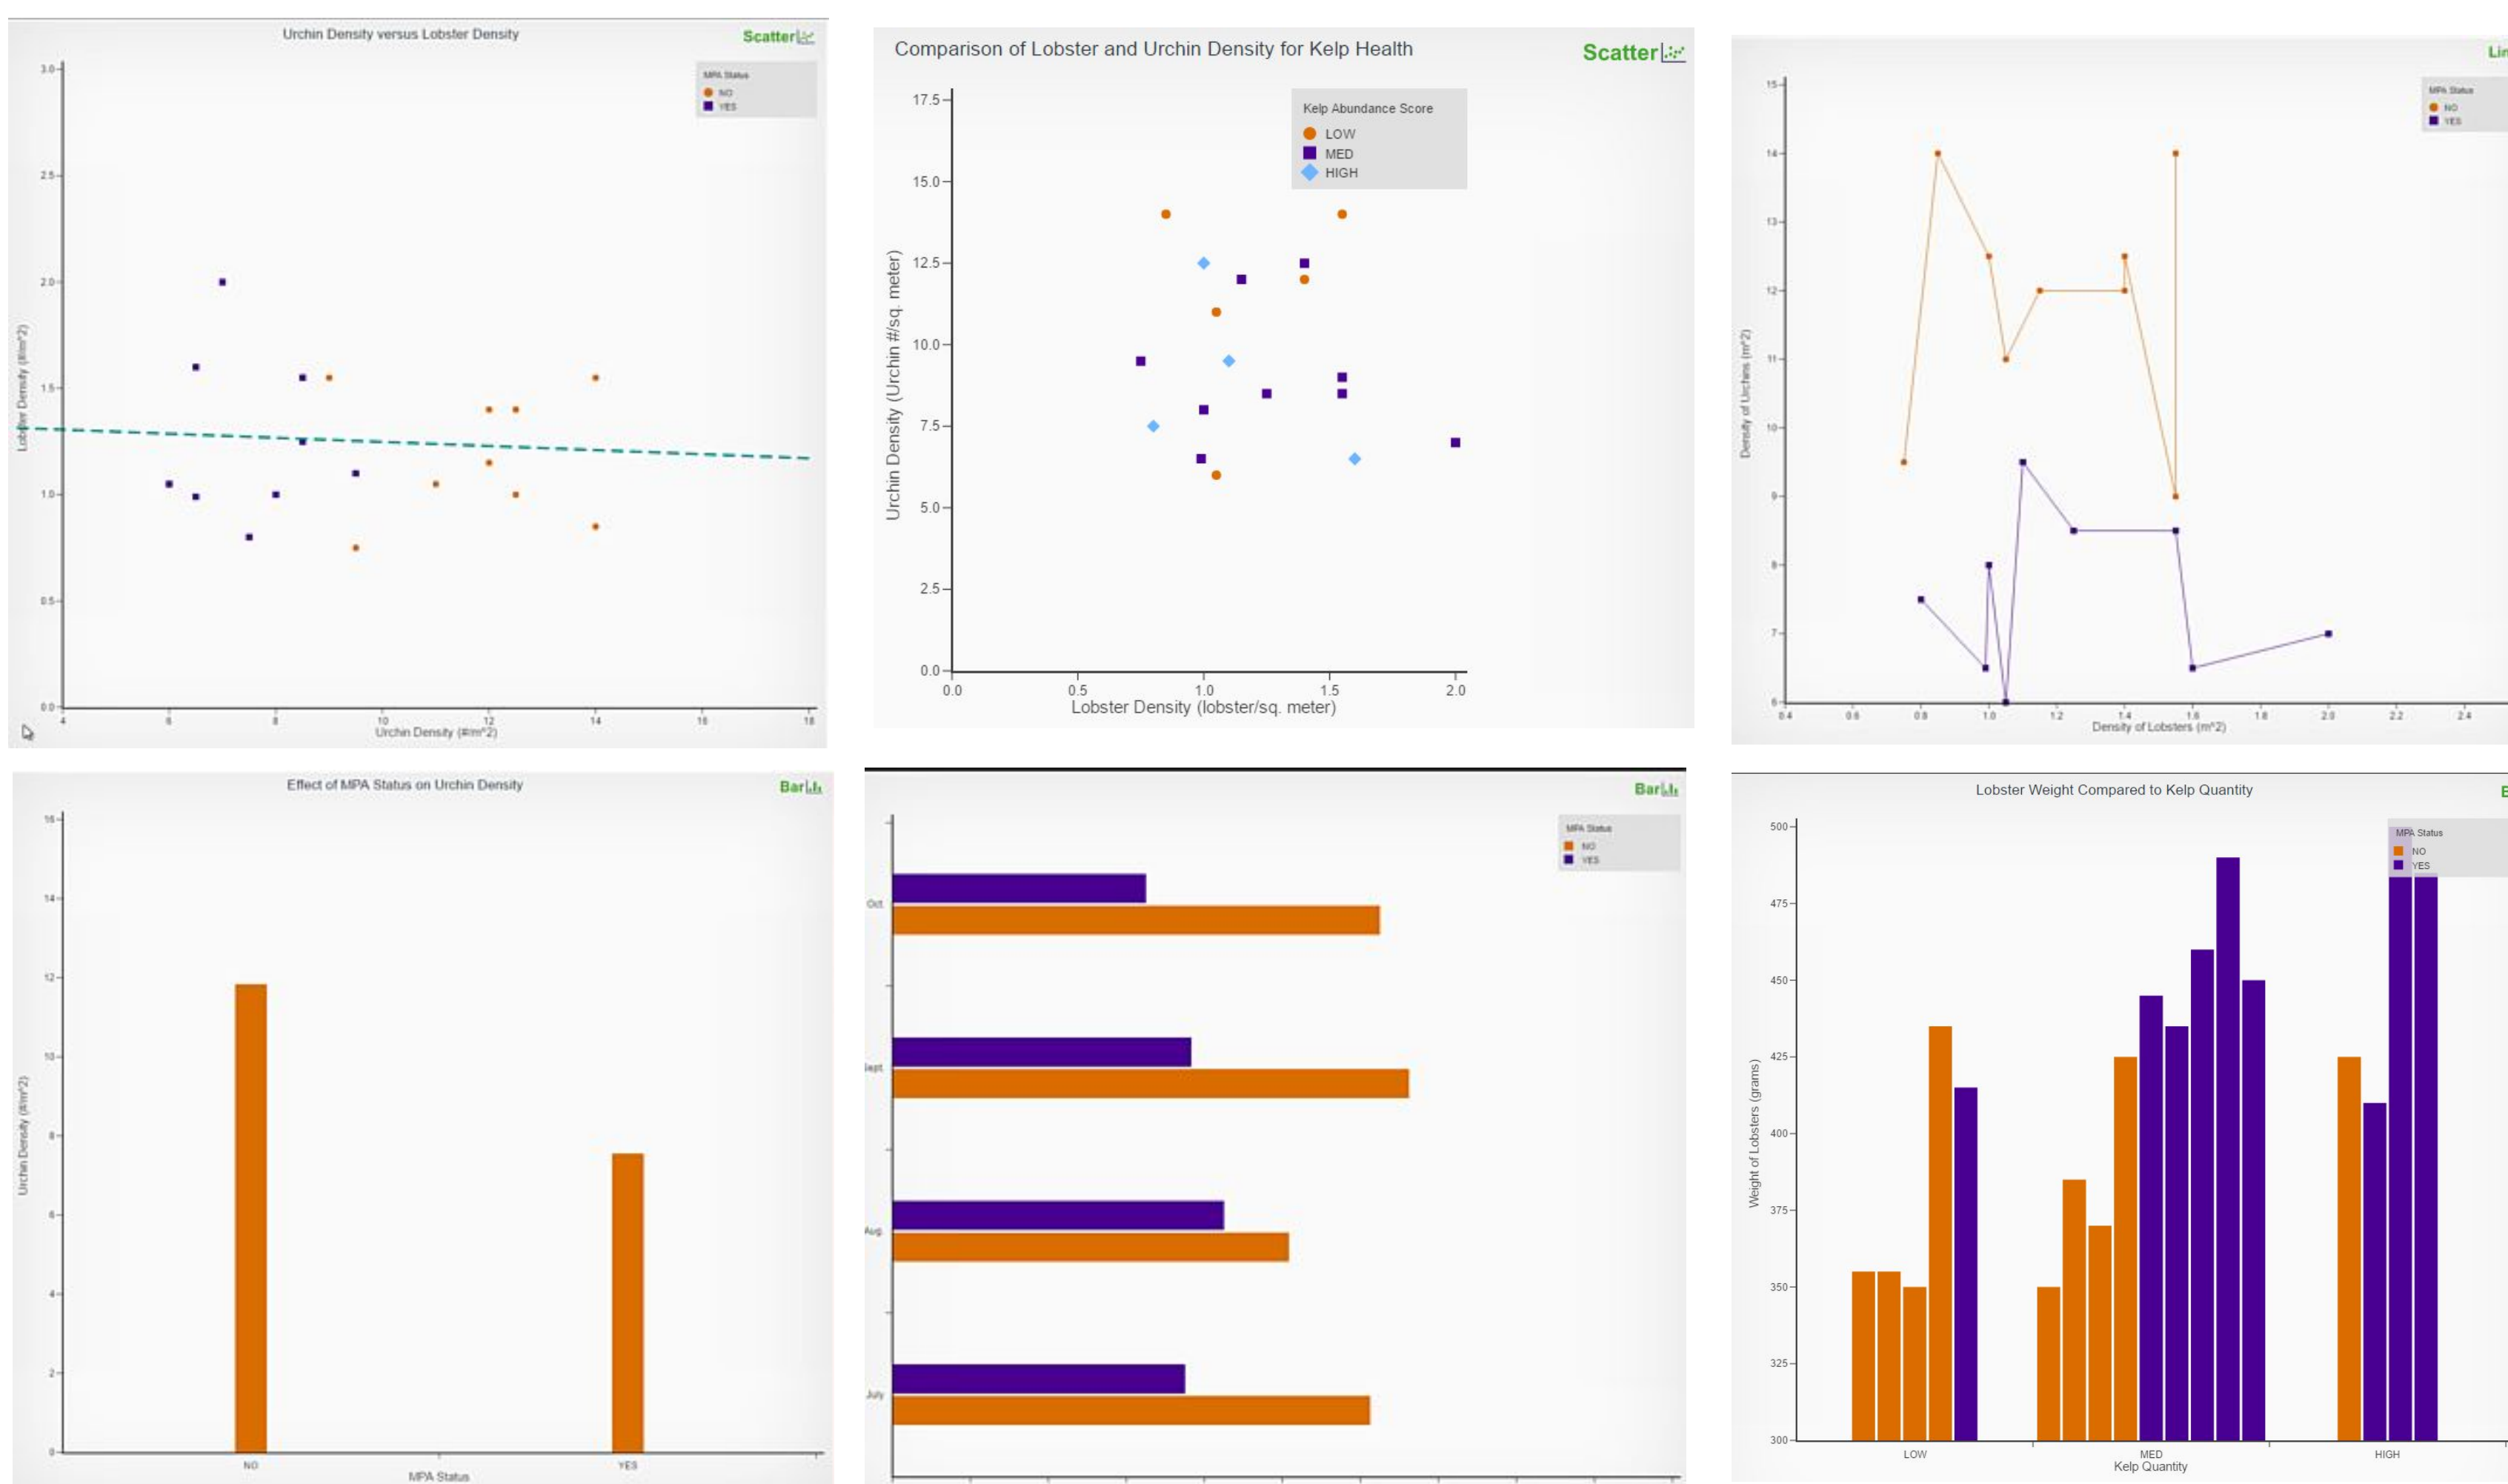 Urchin Density versus Lobster Density
Scatter
MPA Status
NO
YES
3.0
2.5
2.0
1.5
1.0
0.5
0.0
Lobster Density (#/m^2)
4 6 8 10 12 14 16 18
Urchin Density (#/m^2)
Comparison of Lobster and Urchin Density for Kelp Health
Scatter
Kelp Abundance Score
LOW
MED
HIGH
17.5
15.0
12.5
10.0
7.5
5.0
2.5
0.0
Urchin Density (Urchin #/sq. meter)
0.0 0.5 1.0 1.5 2.0
Lobster Density (lobster/sq. meter)
Lin
MPA Status
NO
YES
15
14
13
12
11
10
9
8
7
6
Density of Urchins (m^2)
0.4 0.6 0.8 1.0 1.2 1.4 1.6 1.8 2.0 2.2 2.4
Density of Lobsters (m^2)
Effect of MPA Status on Urchin Density
Bar
16
14
12
10
8
6
4
2
0
Urchin Density (#/m^2)
NO YES
MPA Status
Bar
MPA Status
NO
YES
Oct
Sept
Aug
July
Lobster Weight Compared to Kelp Quantity
MPA Status
NO
YES
500
475
450
425
400
375
350
325
300
Weight of Lobsters (grams)
LOW MED HIGH
Kelp Quantity